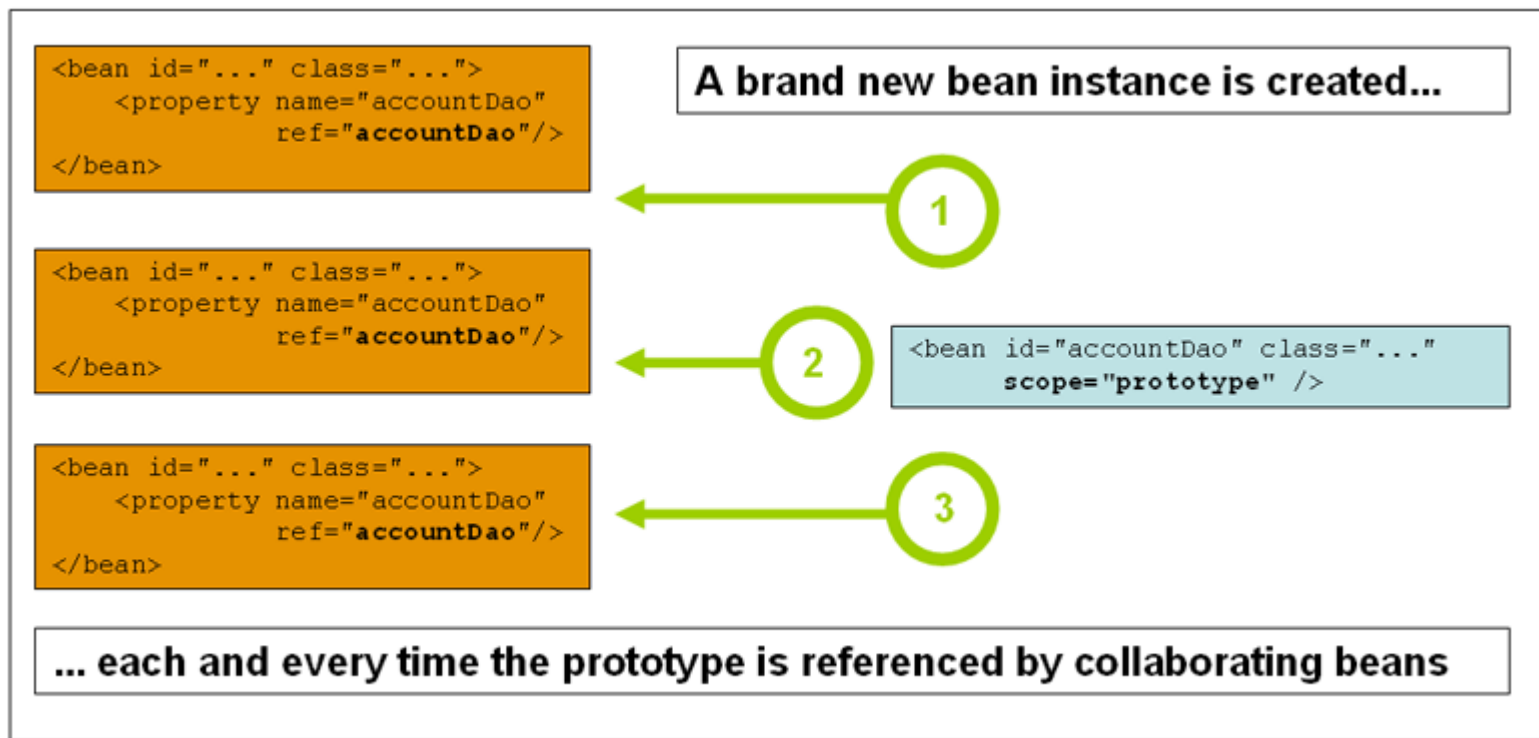 <bean id="..." class="...">
    <property name="accountDao"
              ref="accountDao"/>
</bean>
A brand new bean instance is created...
1
<bean id="..." class="...">
    <property name="accountDao"
              ref="accountDao"/>
</bean>
2
<bean id="accountDao" class="..."
      scope="prototype" />
<bean id="..." class="...">
    <property name="accountDao"
              ref="accountDao"/>
</bean>
3
... each and every time the prototype is referenced by collaborating beans